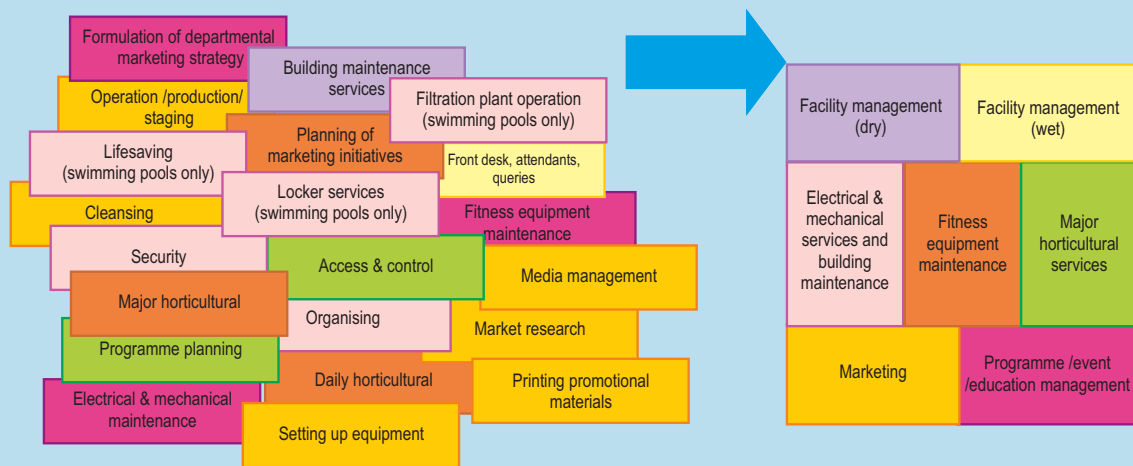 Formulation of departmental
marketing strategy
Building maintenance
services
Operation /production/
staging
Filtration plant operation
(swimming pools only)
Planning of
marketing initiatives
Lifesaving
(swimming pools only)
Front desk, attendants,
queries
Locker services
(swimming pools only)
Cleansing
Fitness equipment
maintenance
Security
Access & control
Media management
Major horticultural
Organising
Market research
Programme planning
Daily horticultural
Printing promotional
materials
Electrical & mechanical
maintenance
Setting up equipment
Facility management
(dry)
Facility management
(wet)
Electrical &
mechanical
services and
building
maintenance
Fitness
equipment
maintenance
Major
horticultural
services
Marketing
Programme /event
/education management